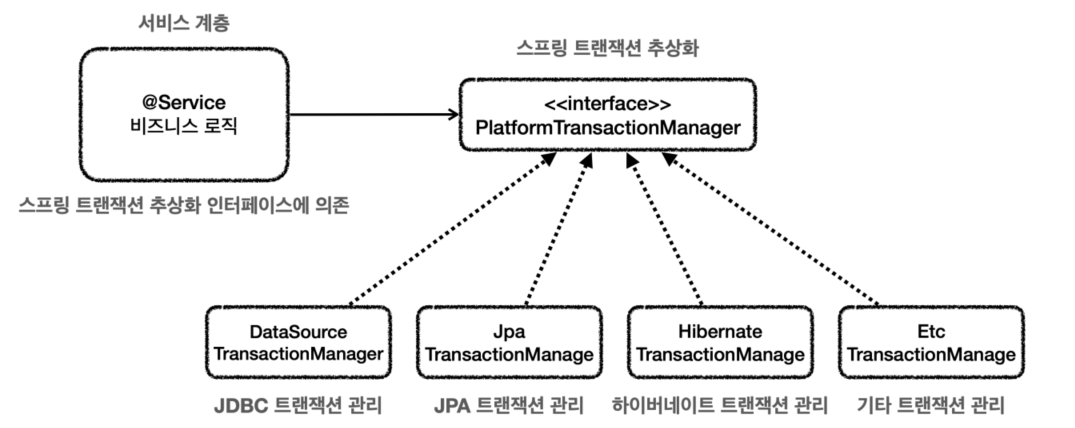 서비스 계층
스프링 트랜잭션 추상화
@Service
비즈니스 로직
<<interface>>
PlatformTransactionManager
스프링 트랜잭션 추상화 인터페이스에 의존
DataSource
TransactionManager
Jpa
TransactionManage
Hibernate
TransactionManage
Etc
TransactionManage
JDBC 트랜잭션 관리
JPA 트랜잭션 관리
하이버네이트 트랜잭션 관리
기타 트랜잭션 관리